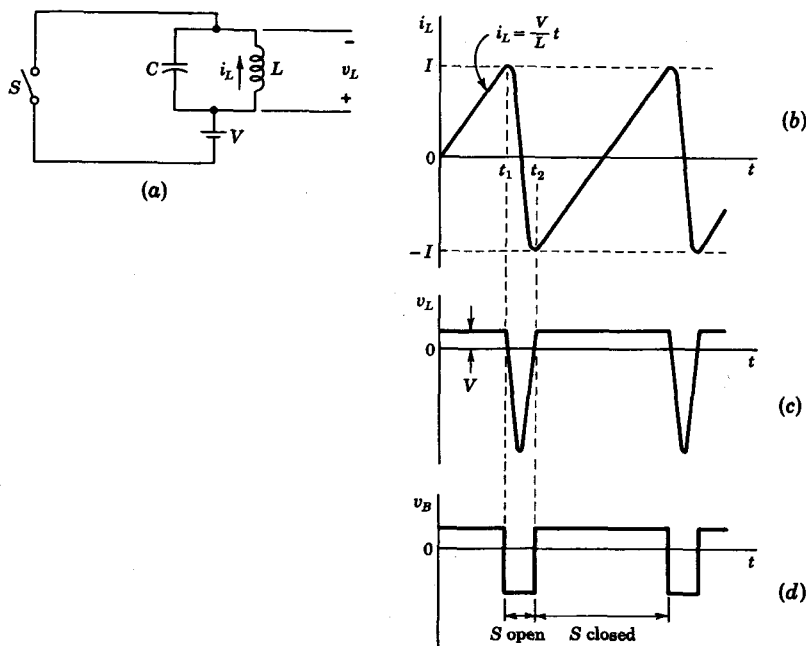 S
C
i_L
L
−
v_L
+
V
(a)
i_L
i_L = V/L t
I
0
t_1
t_2
t
−I
(b)
v_L
0
V
t
(c)
v_B
0
t
S open
S closed
(d)